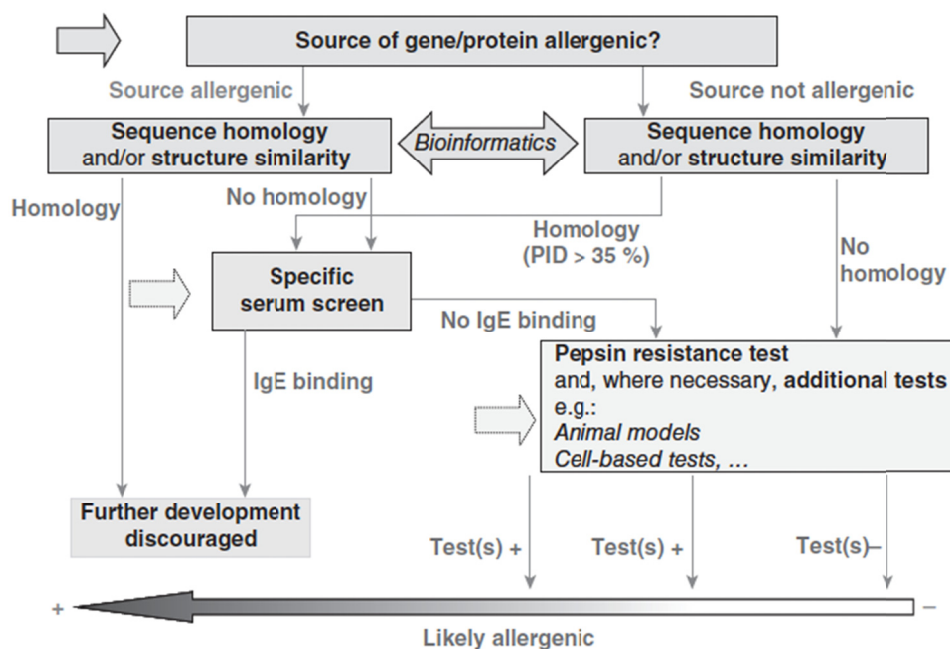 Source of gene/protein allergenic?
Source allergenic
Source not allergenic
Sequence homology
and/or structure similarity
Bioinformatics
Sequence homology
and/or structure similarity
Homology
No homology
Homology
(PID > 35 %)
No
homology
Specific
serum screen
No IgE binding
IgE binding
Pepsin resistance test
and, where necessary, additional tests
e.g.:
Animal models
Cell-based tests, ...
Further development
discouraged
Test(s) +
Test(s) +
Test(s)–
+
–
Likely allergenic